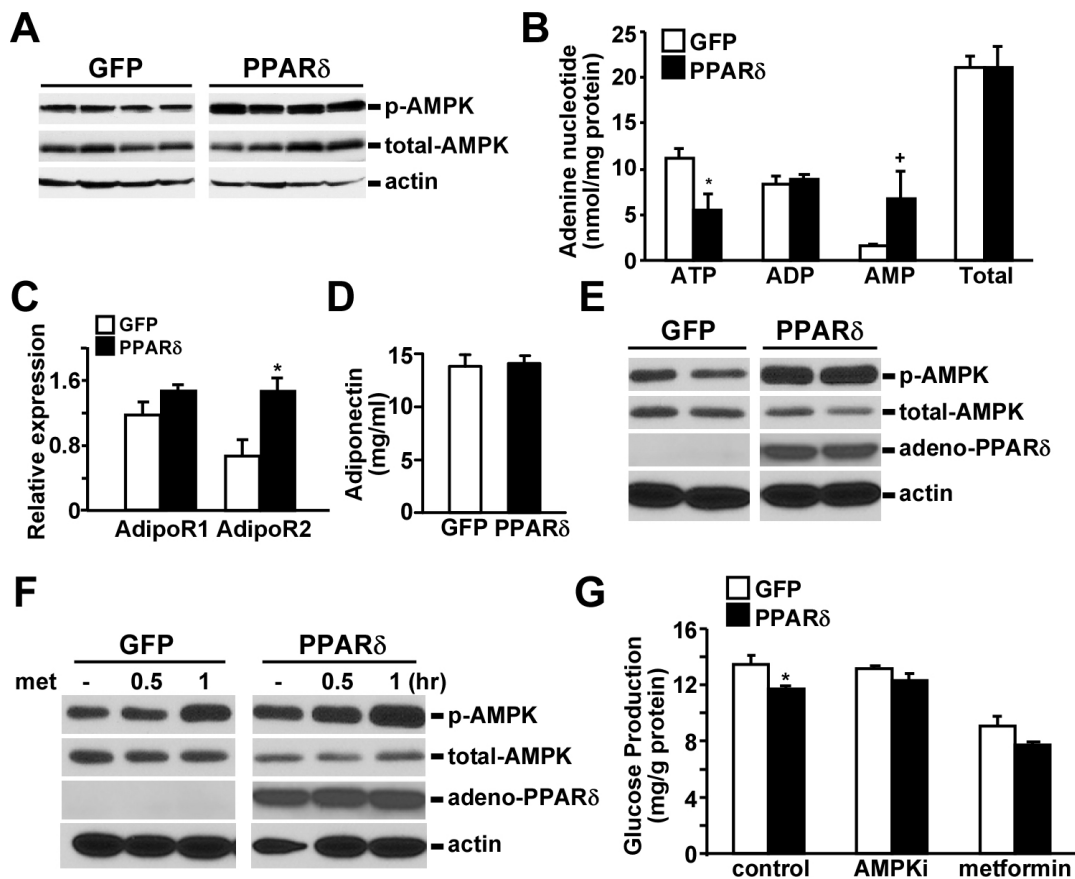 A
GFP PPARδ
p-AMPK
total-AMPK
actin
B
GFP
PPARδ
Adenine nucleotide
(nmol/mg protein)
25
20
15
10
5
0
*
+
ATP ADP AMP Total
C
GFP
PPARδ
Relative expression
1.6
0.8
0
*
AdipoR1 AdipoR2
D
Adiponectin
(mg/ml)
15
10
5
0
GFP PPARδ
E
GFP PPARδ
p-AMPK
total-AMPK
adeno-PPARδ
actin
F
GFP PPARδ
met - 0.5 1 - 0.5 1 (hr)
p-AMPK
total-AMPK
adeno-PPARδ
actin
G
GFP
PPARδ
Glucose Production
(mg/g protein)
16
12
8
4
0
*
control AMPKi metformin